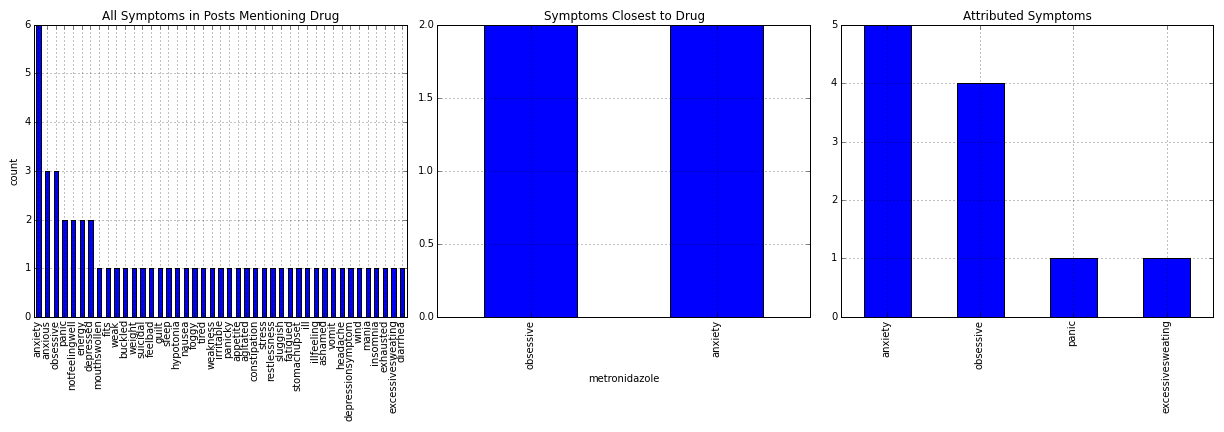 All Symptoms in Posts Mentioning Drug
count
6
5
4
3
2
1
0
anxiety
anxious
obsessive
panic
notfeelingwell
energy
depressed
mouthswollen
fits
weak
buckled
weight
suicidal
feelbad
guilt
sleep
hypotonia
nausea
foggy
tired
weakness
irritable
panicky
appetite
agitated
constipation
stress
restlessness
sluggish
fatigued
stomachupset
ill
illfeeling
ashamed
vomit
headache
depressionsymptom
wind
mania
insomnia
exhausted
excessivesweating
diarrhea
Symptoms Closest to Drug
2.0
1.5
1.0
0.5
0.0
obsessive
anxiety
metronidazole
Attributed Symptoms
5
4
3
2
1
0
anxiety
obsessive
panic
excessivesweating